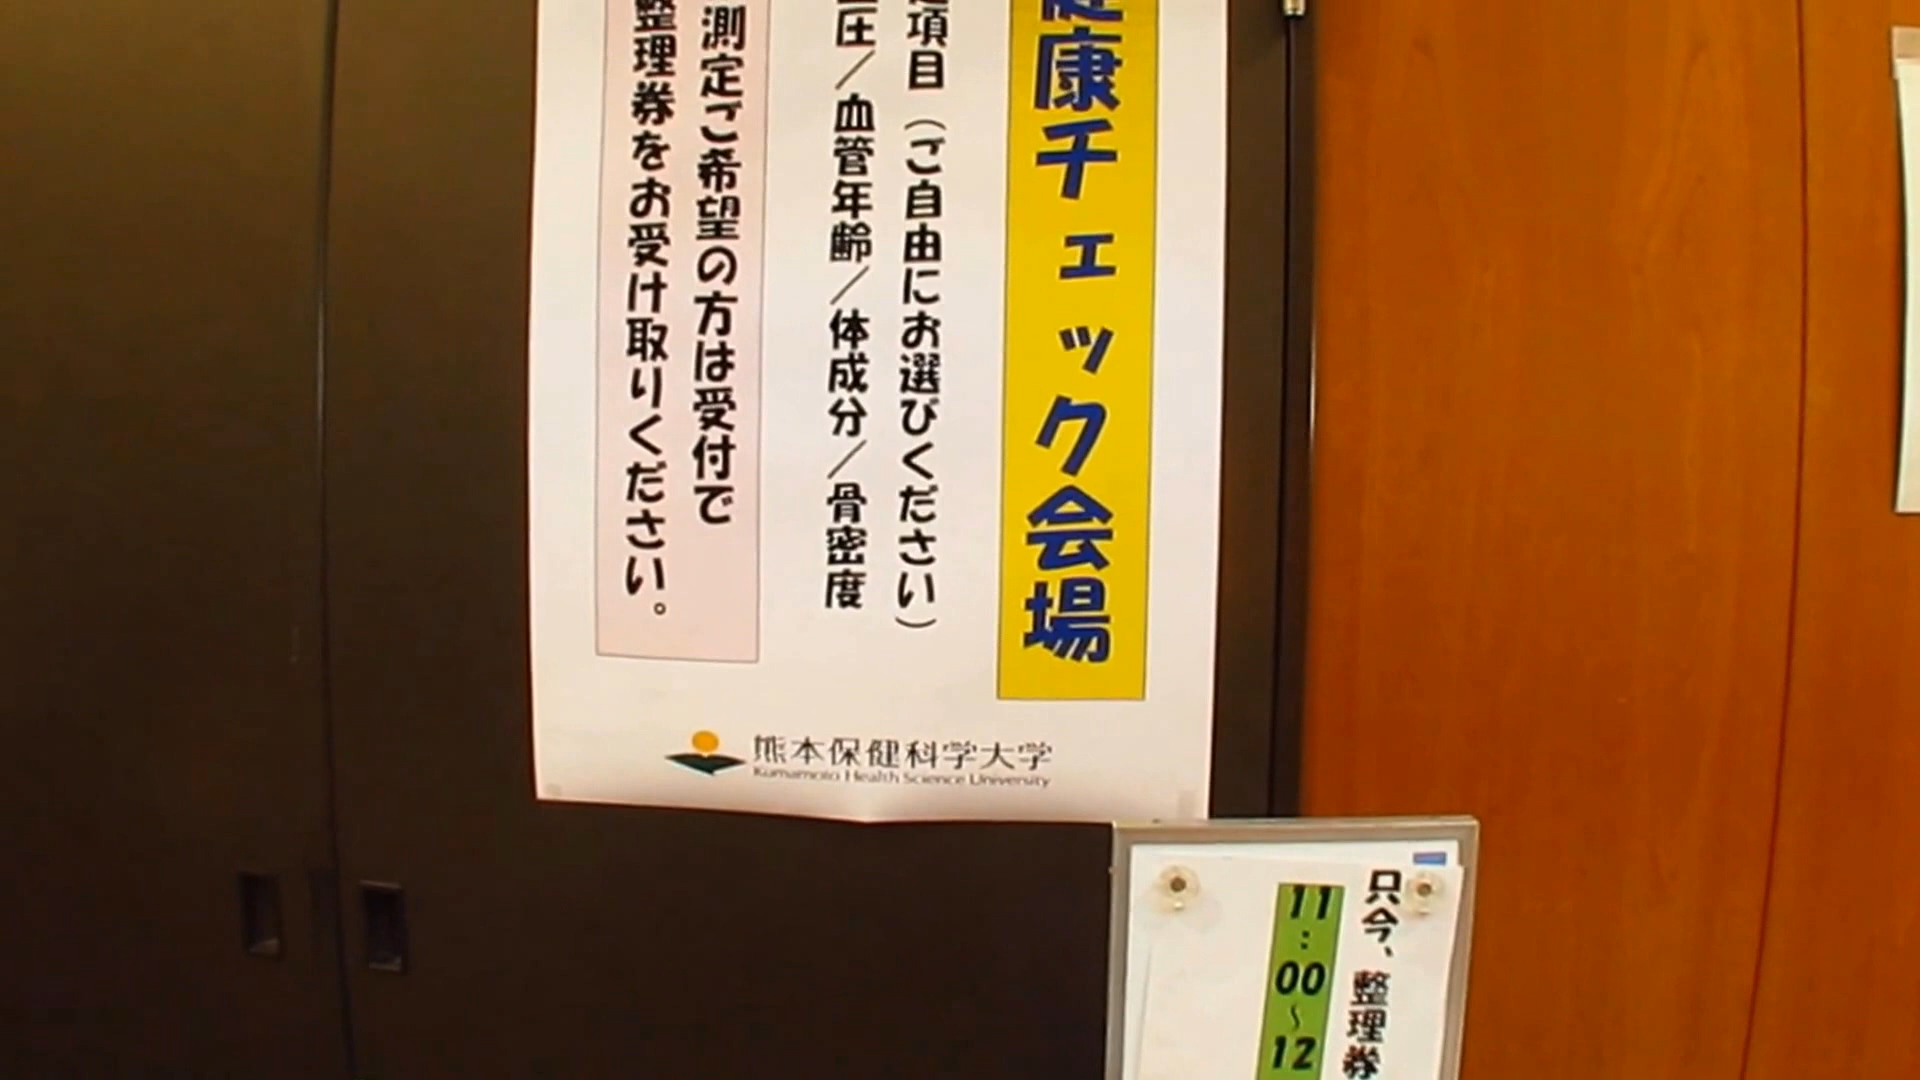 健康チェック会場
項目（ご自由にお選びください）
圧／血管年齢／体成分／骨密度
測定ご希望の方は受付で
整理券をお受け取りください。
熊本保健科学大学
Kumamoto Health Science University
只今、整理券
11:00～12